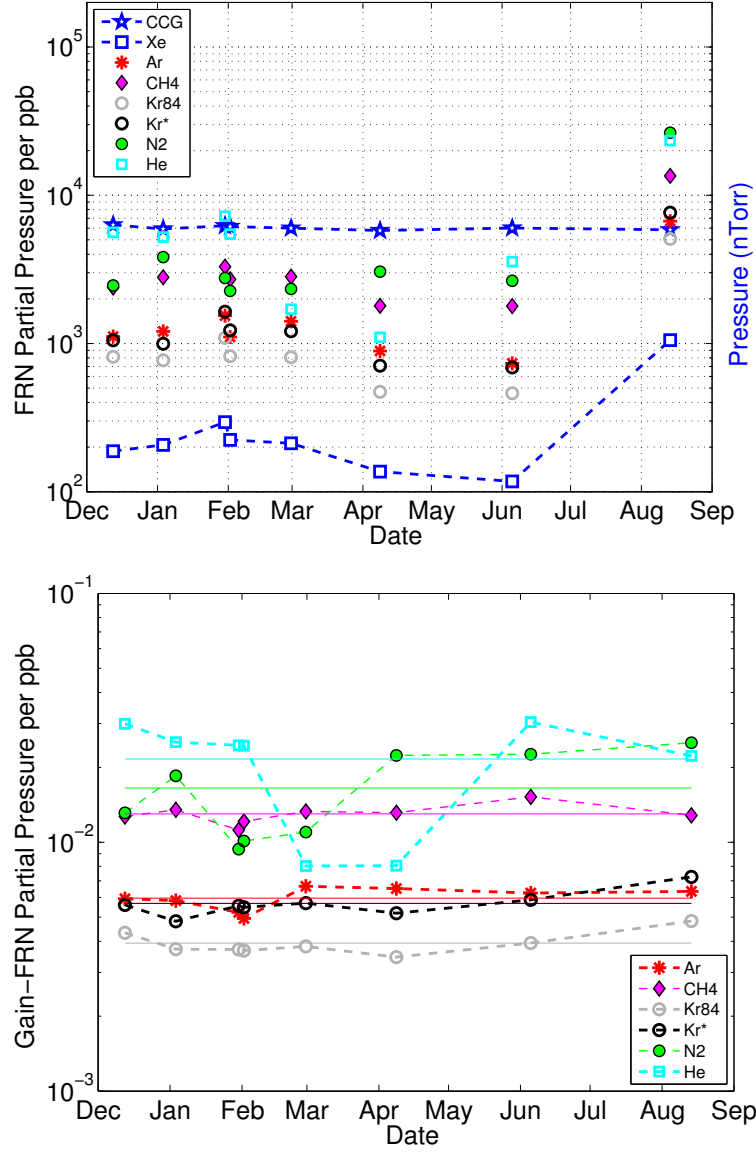 CCG
Xe
Ar
CH4
Kr84
Kr*
N2
He
10^5
10^4
10^3
10^2
FRN Partial Pressure per ppb
Pressure (nTorr)
Dec Jan Feb Mar Apr May Jun Jul Aug Sep
Date
10^−1
10^−2
10^−3
Gain−FRN Partial Pressure per ppb
Ar
CH4
Kr84
Kr*
N2
He
Dec Jan Feb Mar Apr May Jun Jul Aug Sep
Date